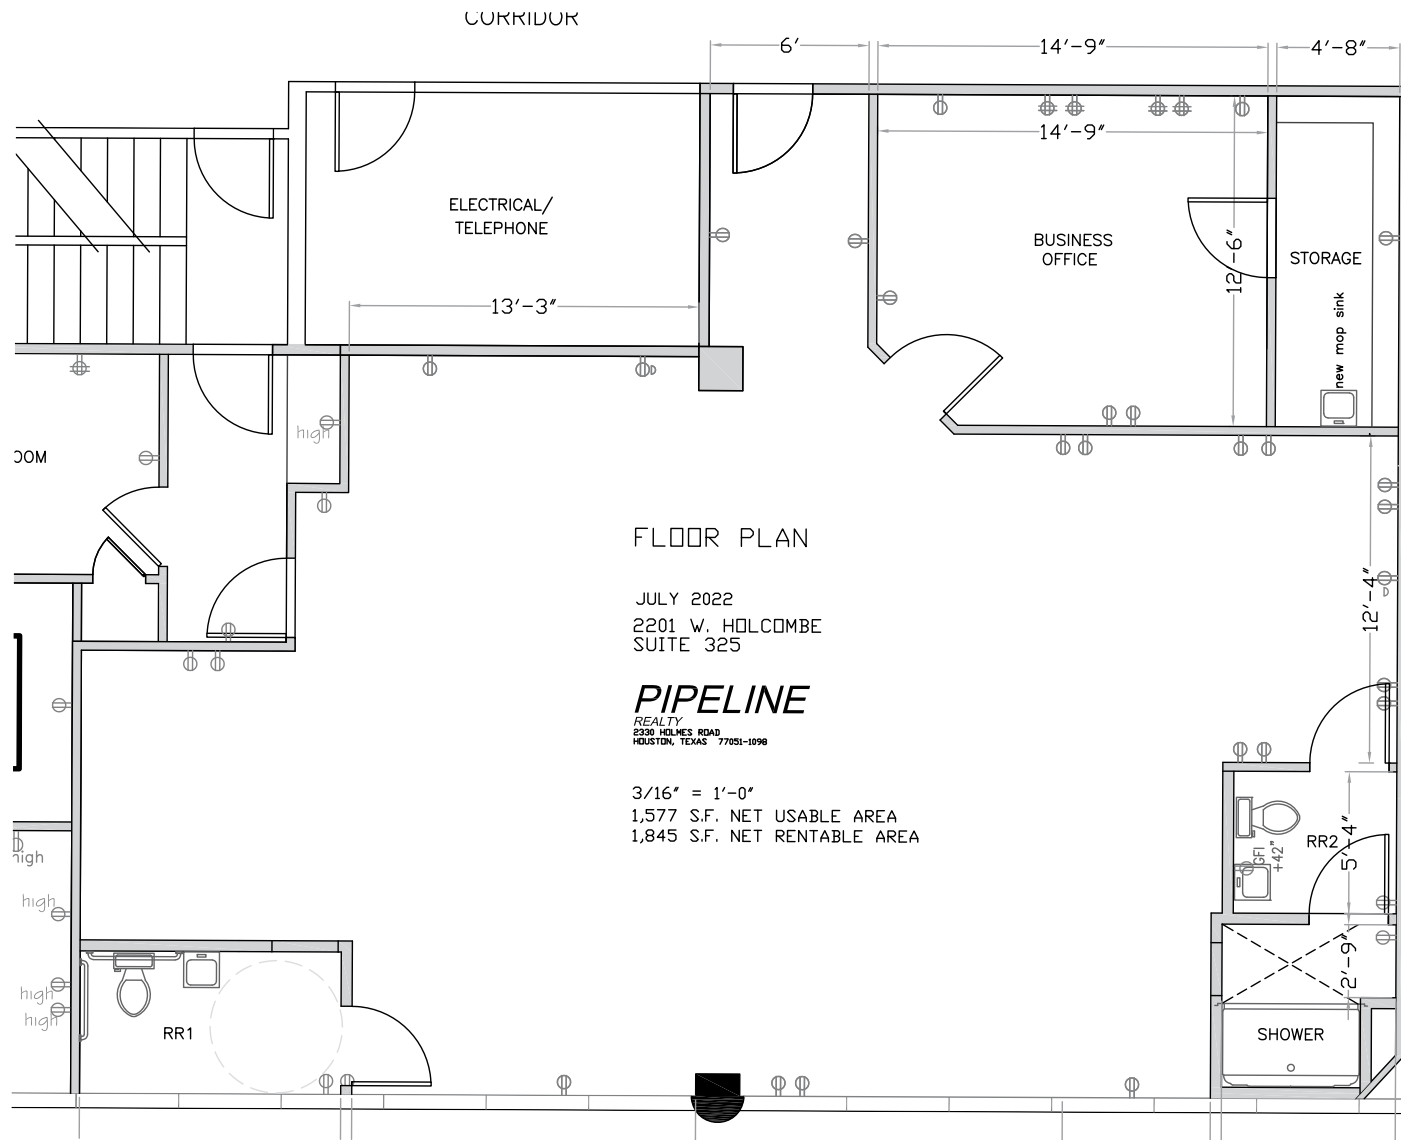 CORRIDOR
6'
14'-9"
4'-8"
14'-9"
ELECTRICAL/
TELEPHONE
BUSINESS
OFFICE
12'-6"
STORAGE
new mop sink
13'-3"
high
OOM
FLOOR PLAN
JULY 2022
2201 W. HOLCOMBE
SUITE 325
12'-4"
PIPELINE
REALTY
2330 HOLMES ROAD
HOUSTON, TEXAS 77051-1098
3/16" = 1'-0"
1,577 S.F. NET USABLE AREA
1,845 S.F. NET RENTABLE AREA
RR2
5'-4"
GFI
+42"
high
high
2'-9"
high
high
RR1
SHOWER